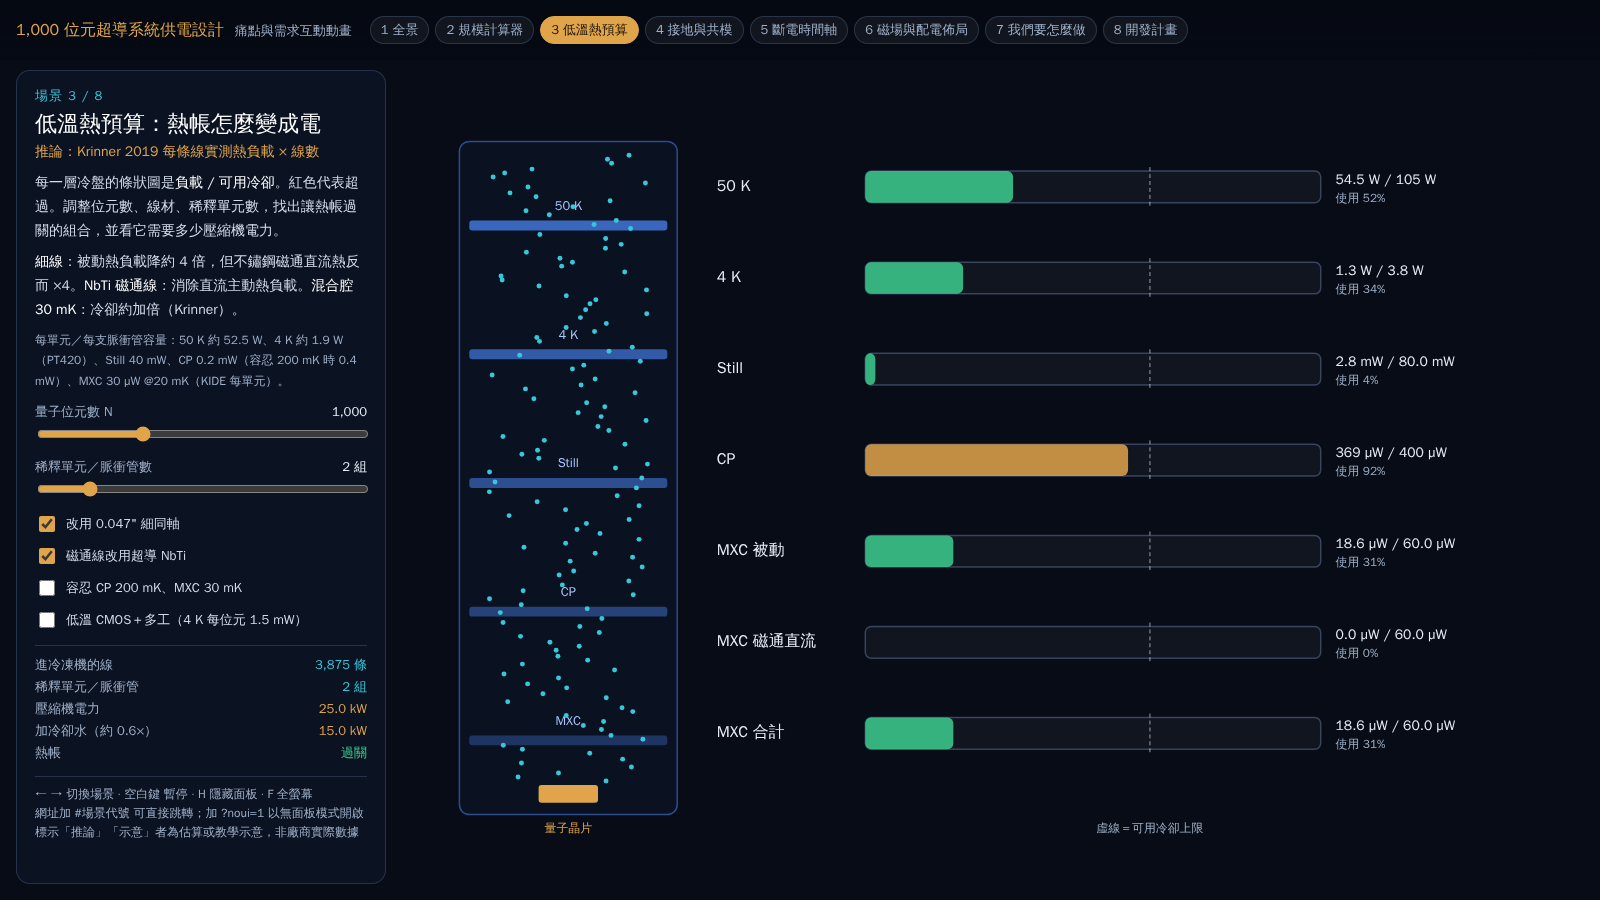 1,000 位元超導系統供電設計 痛點與需求互動動畫 1 全景 2 規模計算器 3 低溫熱預算 4 接地與共模 5 斷電時間軸 6 磁場與配電佈局 7 我們要怎麼做 8 開發計畫
場景 3 / 8
低溫熱預算：熱帳怎麼變成電
推論：Krinner 2019 每條線實測熱負載 × 線數
每一層冷盤的條狀圖是負載 / 可用冷卻。紅色代表超
過。調整位元數、線材、稀釋單元數，找出讓熱帳過
關的組合，並看它需要多少壓縮機電力。
細線：被動熱負載降約 4 倍，但不鏽鋼磁通直流熱反
而 ×4。NbTi 磁通線：消除直流主動熱負載。混合腔
30 mK：冷卻約加倍（Krinner）。
每單元／每支脈衝管容量：50 K 約 52.5 W、4 K 約 1.9 W
（PT420）、Still 40 mW、CP 0.2 mW（容忍 200 mK 時 0.4
mW）、MXC 30 μW @20 mK（KIDE 每單元）。
量子位元數 N 1,000
稀釋單元／脈衝管數 2 組
改用 0.047" 細同軸
磁通線改用超導 NbTi
容忍 CP 200 mK、MXC 30 mK
低溫 CMOS＋多工（4 K 每位元 1.5 mW）
進冷凍機的線 3,875 條
稀釋單元／脈衝管 2 組
壓縮機電力 25.0 kW
加冷卻水（約 0.6×） 15.0 kW
熱帳 過關
← → 切換場景 · 空白鍵 暫停 · H 隱藏面板 · F 全螢幕
網址加 #場景代號 可直接跳轉；加 ?noui=1 以無面板模式開啟
標示「推論」「示意」者為估算或教學示意，非廠商實際數據
50 K
4 K
Still
CP
MXC
量子晶片
50 K 54.5 W / 105 W
使用 52%
4 K 1.3 W / 3.8 W
使用 34%
Still 2.8 mW / 80.0 mW
使用 4%
CP 369 μW / 400 μW
使用 92%
MXC 被動 18.6 μW / 60.0 μW
使用 31%
MXC 磁通直流 0.0 μW / 60.0 μW
使用 0%
MXC 合計 18.6 μW / 60.0 μW
使用 31%
虛線＝可用冷卻上限